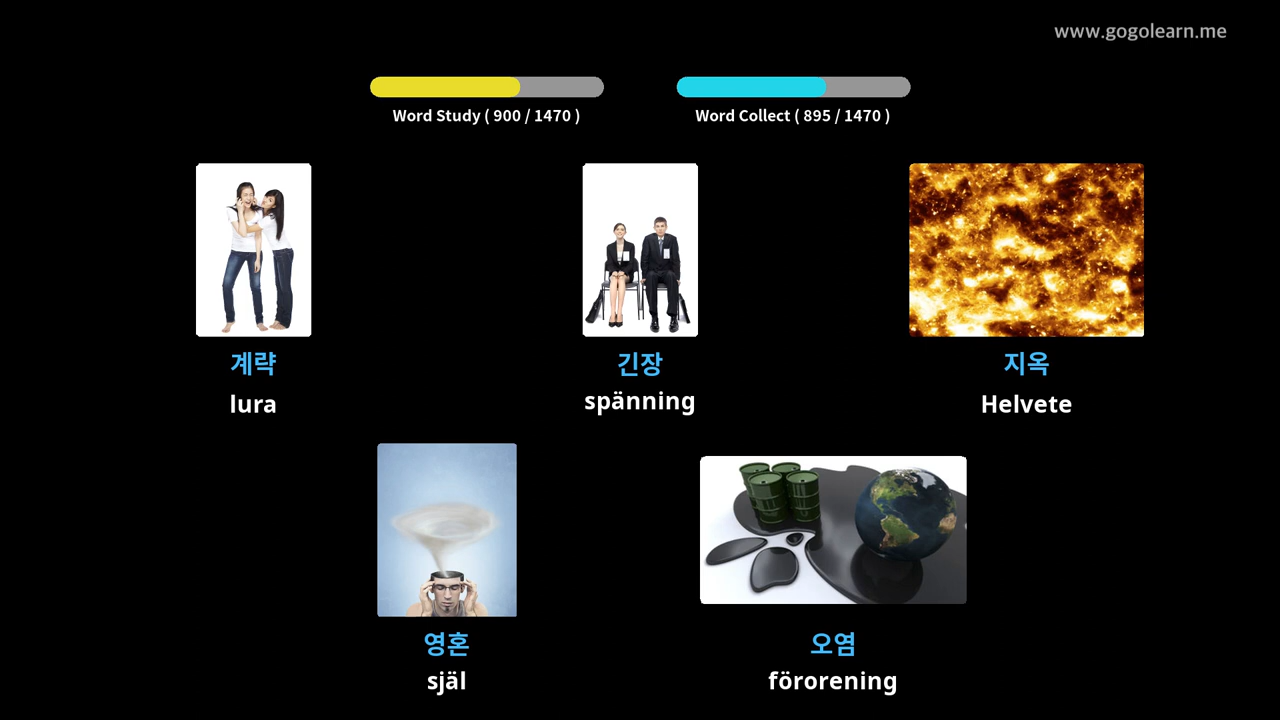 www.gogolearn.me
Word Study ( 900 / 1470 )
Word Collect ( 895 / 1470 )
계략
lura
긴장
spänning
지옥
Helvete
영혼
själ
오염
förorening